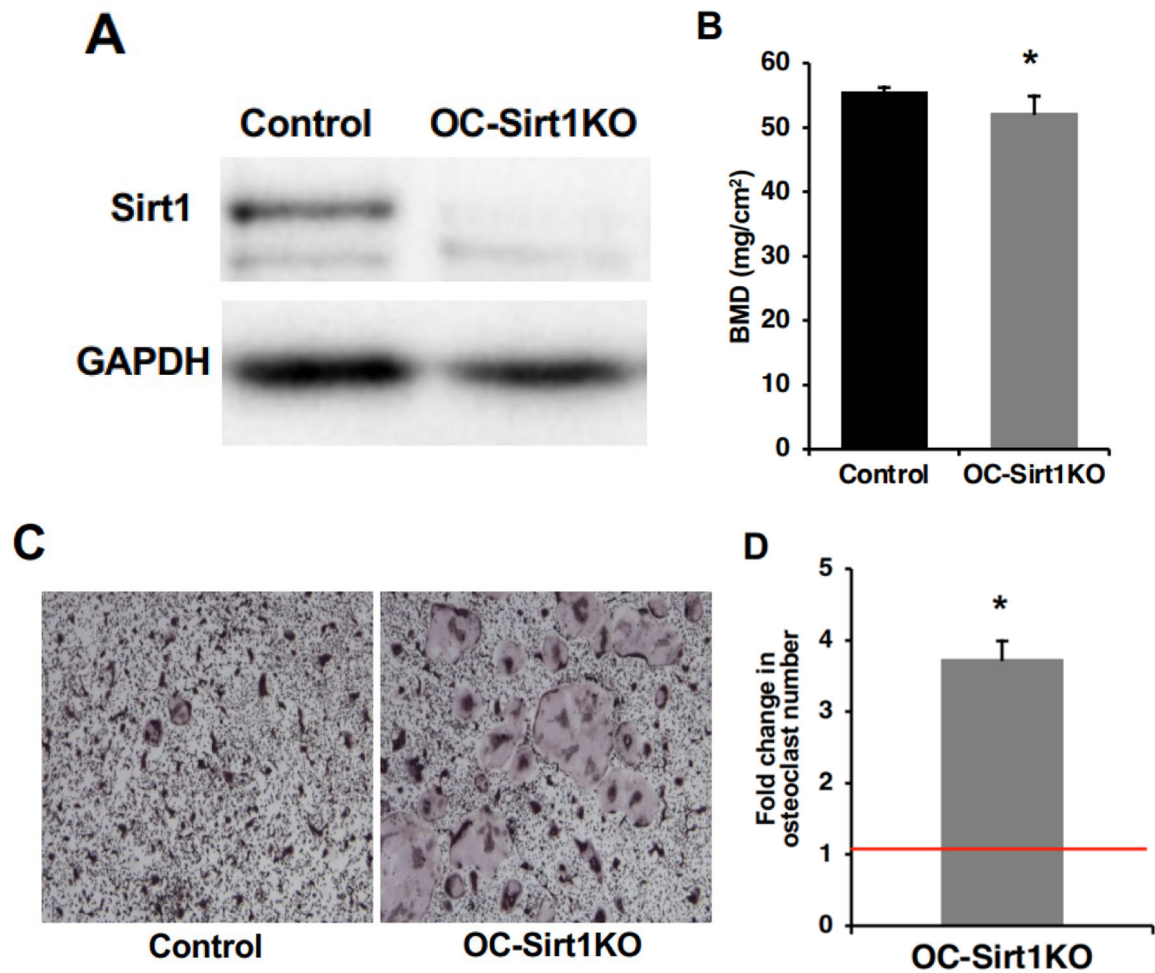 A
Control OC-Sirt1KO
Sirt1
GAPDH
B
*
60
50
40
30
20
10
0
BMD (mg/cm²)
Control OC-Sirt1KO
C
Control OC-Sirt1KO
D
*
5
4
3
2
1
0
Fold change in
osteoclast number
OC-Sirt1KO